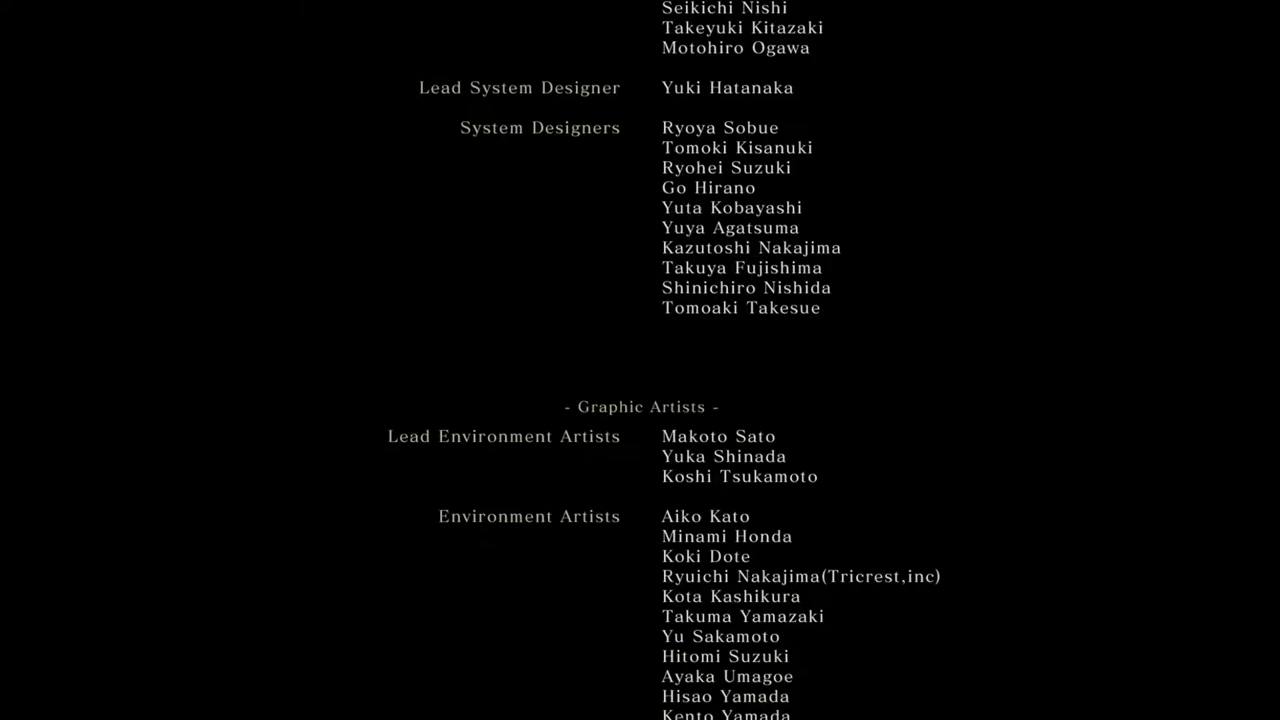 Seikichi Nishi
Takeyuki Kitazaki
Motohiro Ogawa
Lead System Designer Yuki Hatanaka
System Designers Ryoya Sobue
Tomoki Kisanuki
Ryohei Suzuki
Go Hirano
Yuta Kobayashi
Yuya Agatsuma
Kazutoshi Nakajima
Takuya Fujishima
Shinichiro Nishida
Tomoaki Takesue
- Graphic Artists -
Lead Environment Artists Makoto Sato
Yuka Shinada
Koshi Tsukamoto
Environment Artists Aiko Kato
Minami Honda
Koki Dote
Ryuichi Nakajima(Tricrest,inc)
Kota Kashikura
Takuma Yamazaki
Yu Sakamoto
Hitomi Suzuki
Ayaka Umagoe
Hisao Yamada
Kento Yamada